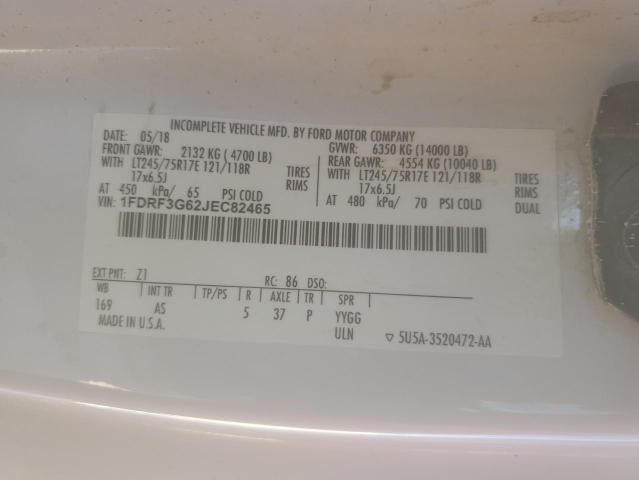 INCOMPLETE VEHICLE MFD. BY FORD MOTOR COMPANY
DATE: 05/18 GVWR: 6350 KG (14000 LB)
FRONT GAWR: 2132 KG ( 4700 LB) REAR GAWR: 4554 KG (10040 LB)
WITH LT245/75R17E 121/118R TIRES WITH LT245/75R17E 121/118R TIRES
17x6.5J RIMS 17x6.5J RIMS
AT 450 kPa/ 65 PSI COLD AT 480 kPa/ 70 PSI COLD DUAL
VIN: 1FDRF3G62JEC82465
EXT PNT: Z1 RC: 86 DSO:
WB INT TR TP/PS R AXLE TR SPR
169 AS 5 37 P YYGG
MADE IN U.S.A. ULN ▽ 5U5A-3520472-AA